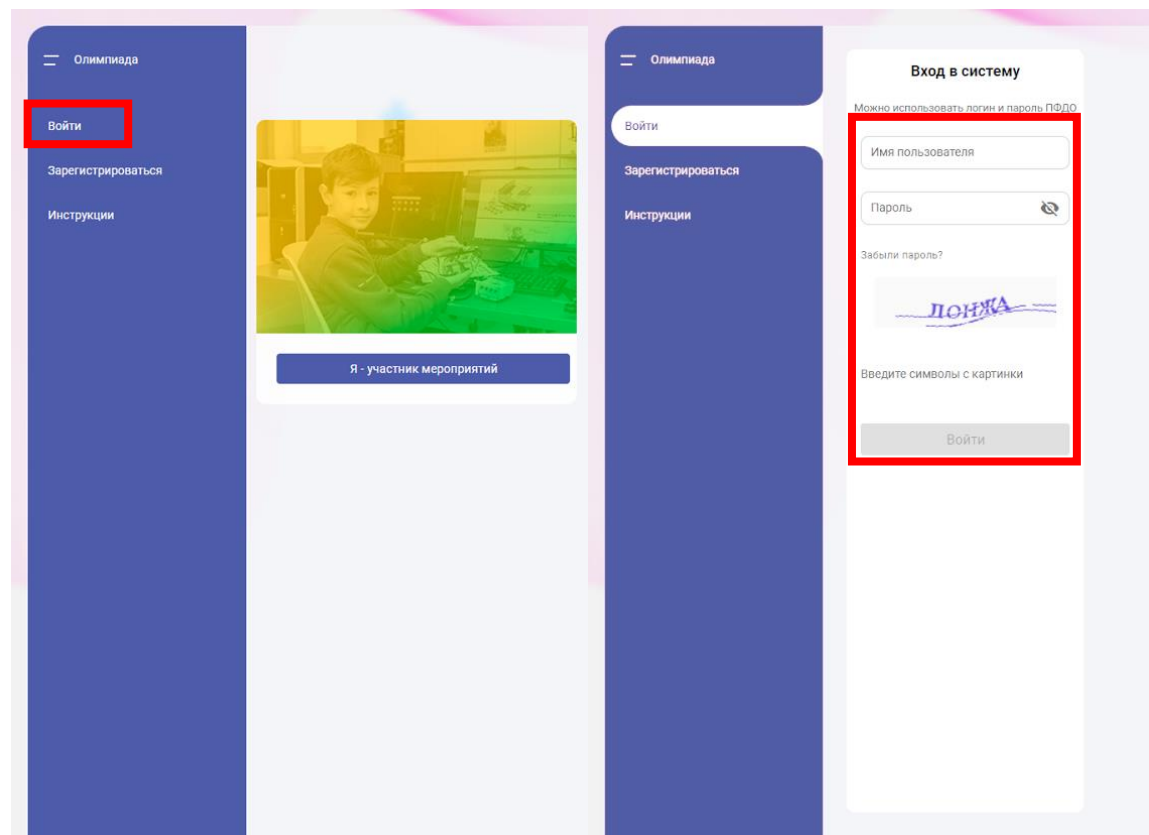 Олимпиада
Войти
Зарегистрироваться
Инструкции
Я - участник мероприятий
Олимпиада
Войти
Зарегистрироваться
Инструкции
Вход в систему
Можно использовать логин и пароль ПФДО
Имя пользователя
Пароль
Забыли пароль?
ЛОНЖА
Введите символы с картинки
Войти